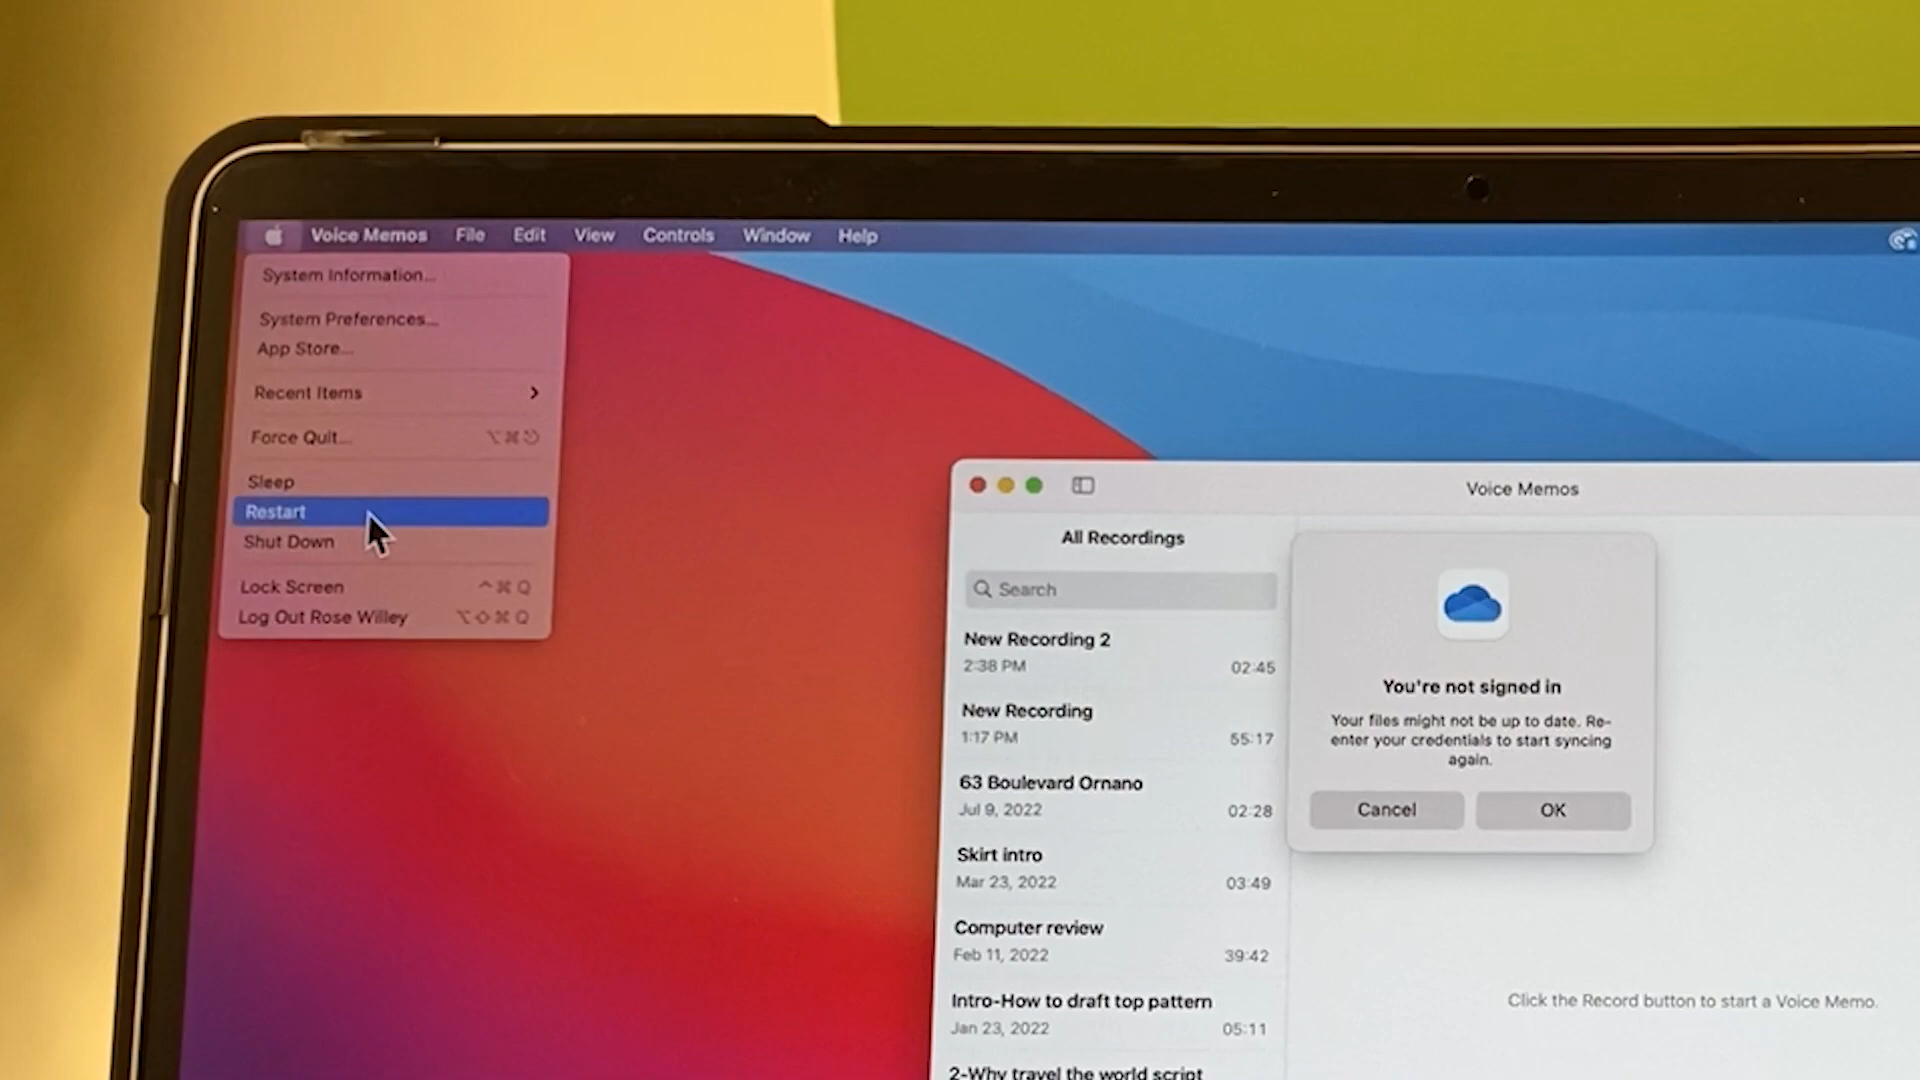 Voice Memos File Edit View Controls Window Help
System Information...
System Preferences...
App Store...
Recent Items
Force Quit... ⌥⌘⎋
Sleep
Restart
Shut Down
Lock Screen ^⌘Q
Log Out Rose Willey ⌥⇧⌘Q
Voice Memos
All Recordings
Search
New Recording 2
2:38 PM 02:45
New Recording
1:17 PM 55:17
63 Boulevard Ornano
Jul 9, 2022 02:28
Skirt intro
Mar 23, 2022 03:49
Computer review
Feb 11, 2022 39:42
Intro-How to draft top pattern
Jan 23, 2022 05:11
2-Why travel the world script
You're not signed in
Your files might not be up to date. Re-
enter your credentials to start syncing
again.
Cancel OK
Click the Record button to start a Voice Memo.